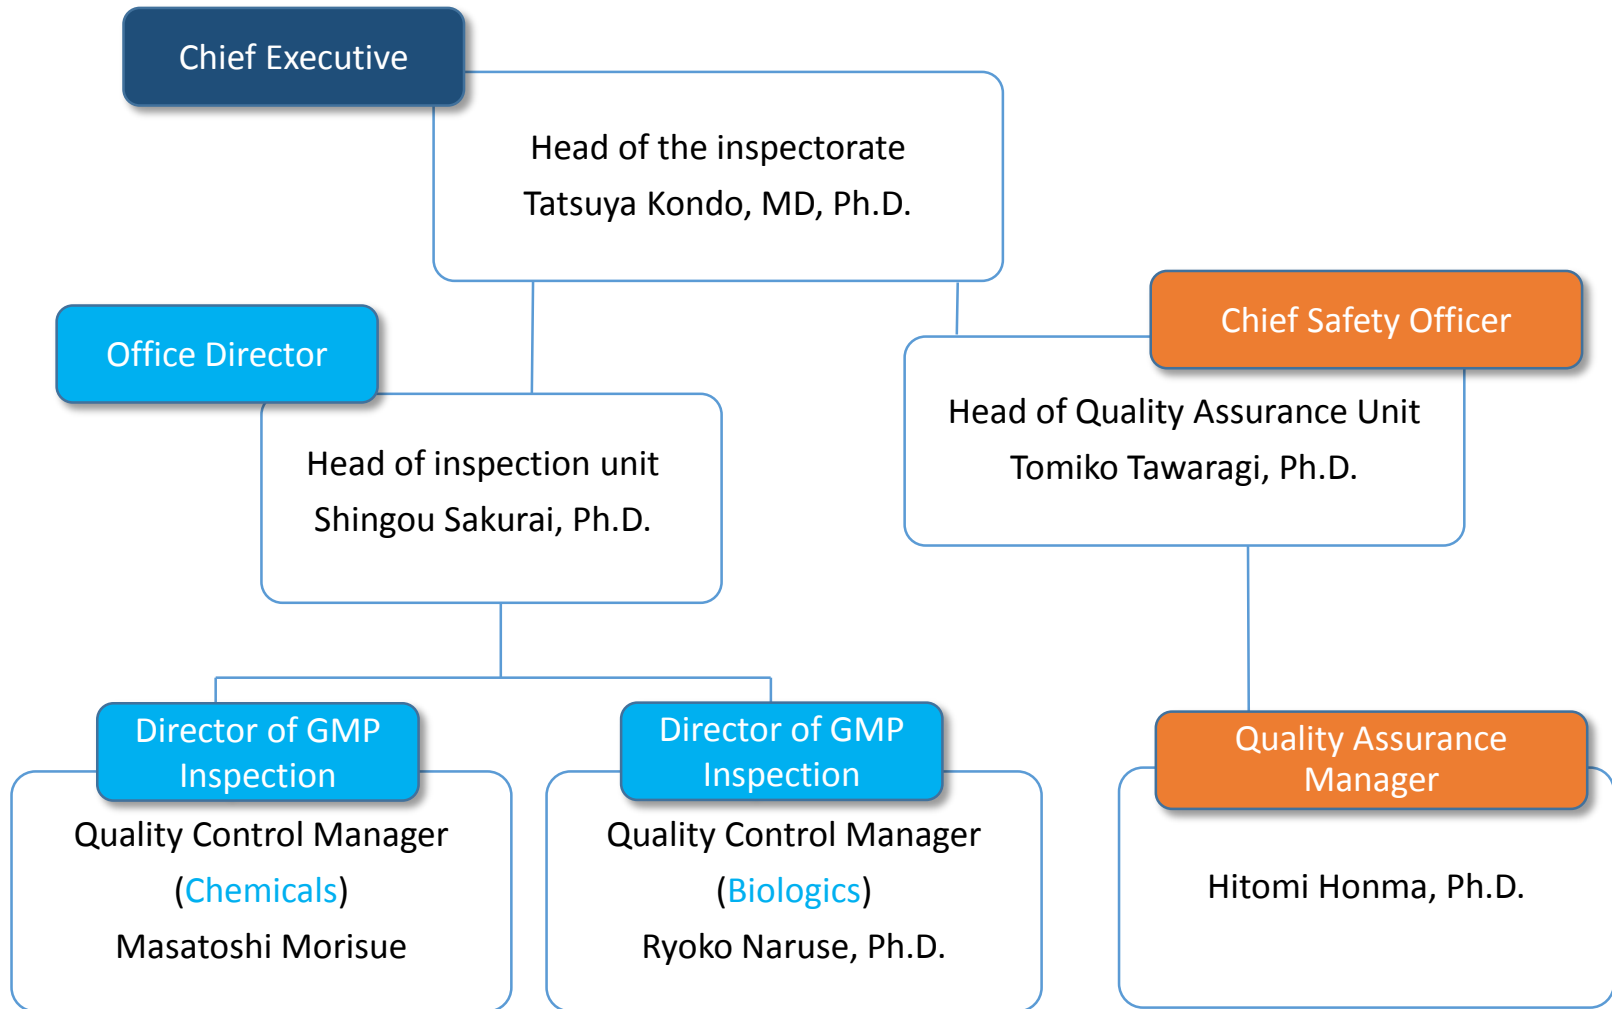 Chief Executive
Head of the inspectorate
Tatsuya Kondo, MD, Ph.D.
Office Director
Head of inspection unit
Shingou Sakurai, Ph.D.
Chief Safety Officer
Head of Quality Assurance Unit
Tomiko Tawaragi, Ph.D.
Director of GMP
Inspection
Quality Control Manager
(Chemicals)
Masatoshi Morisue
Director of GMP
Inspection
Quality Control Manager
(Biologics)
Ryoko Naruse, Ph.D.
Quality Assurance
Manager
Hitomi Honma, Ph.D.